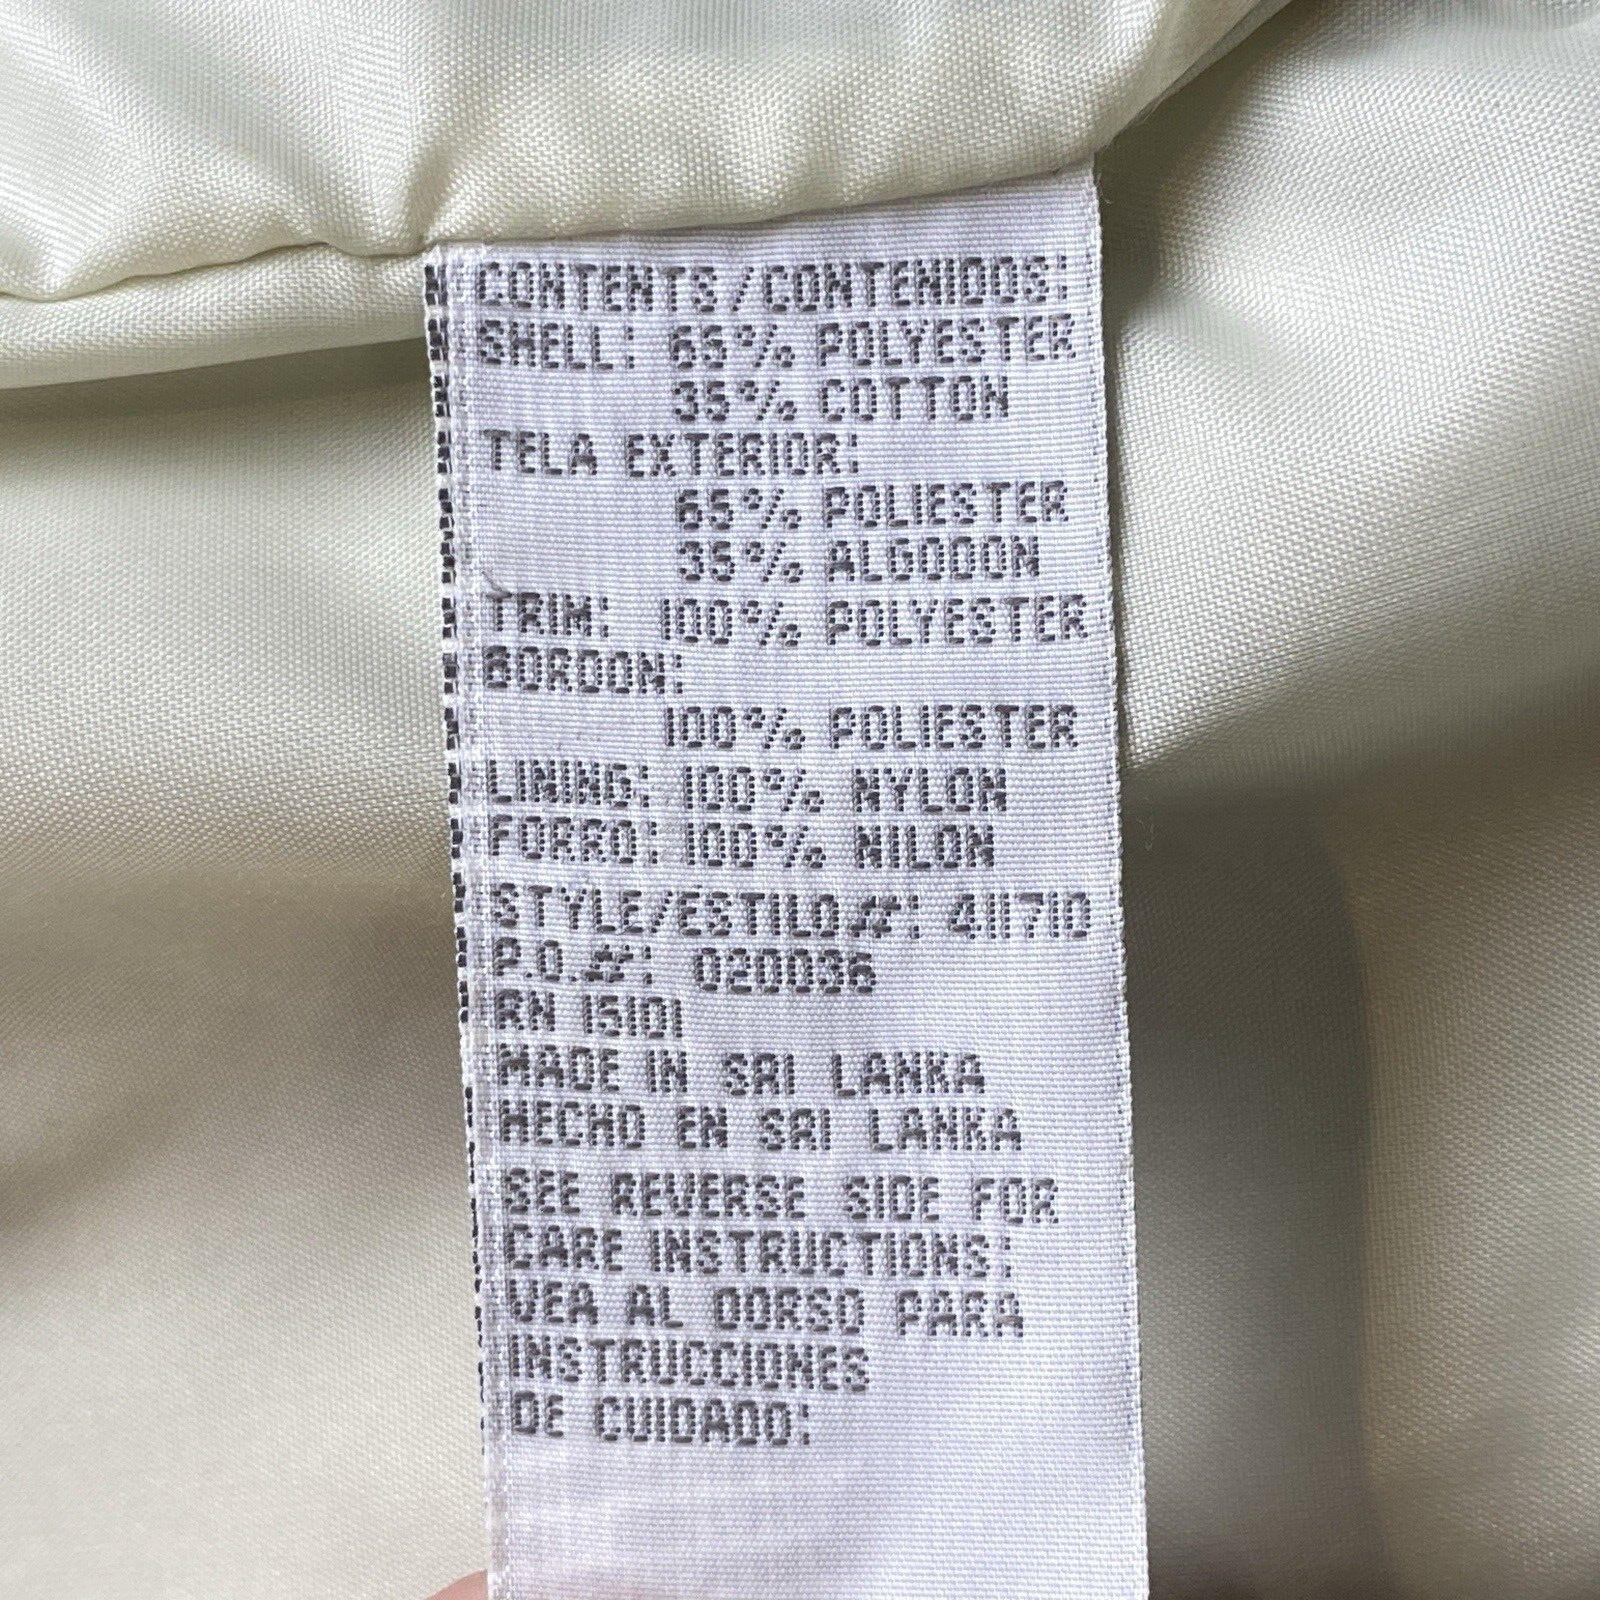 CONTENTS/CONTENIDOS:
SHELL: 65% POLYESTER
35% COTTON
TELA EXTERIOR:
65% POLIESTER
35% ALGODON
TRIM: 100% POLYESTER
BORDON:
100% POLIESTER
LINING: 100% NYLON
FORRO: 100% NILON
STYLE/ESTILO#: 411710
P.O.#: 020036
RN 15101
MADE IN SRI LANKA
HECHO EN SRI LANKA
SEE REVERSE SIDE FOR
CARE INSTRUCTIONS:
VEA AL DORSO PARA
INSTRUCCIONES
DE CUIDADO: